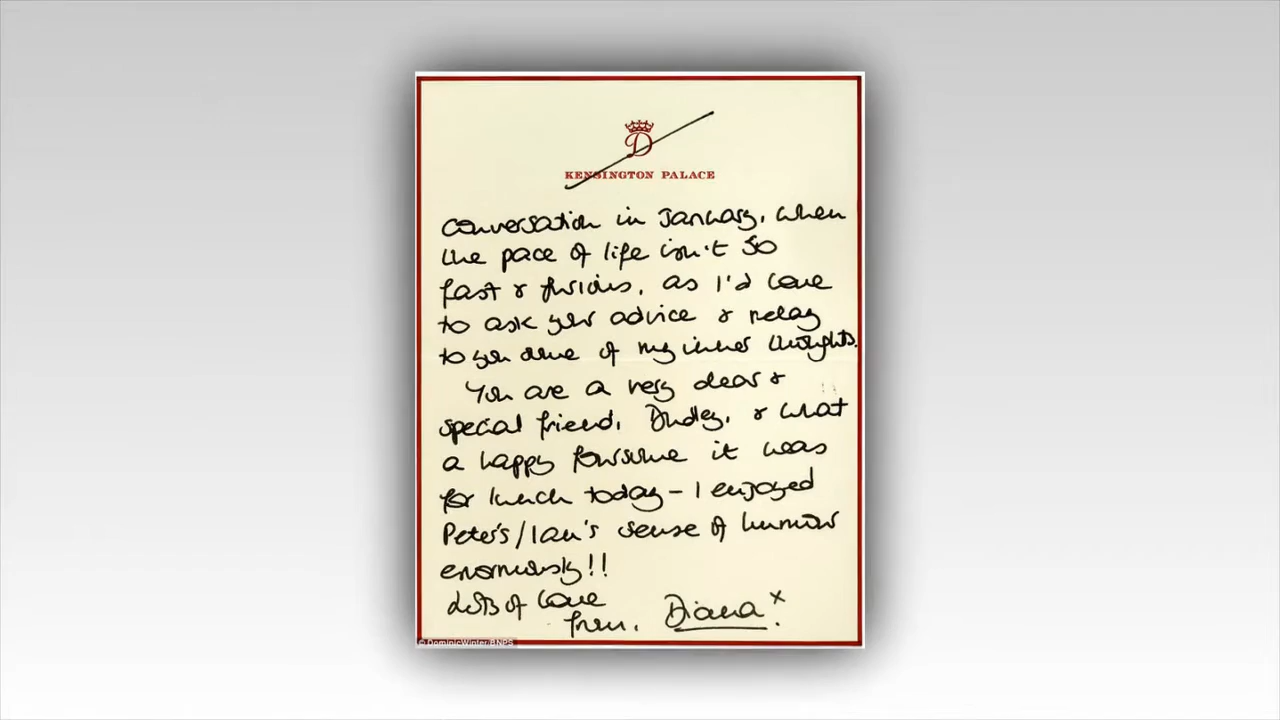 D
KENSINGTON PALACE
conversation in January, when
the pace of life isn't so
fast & furious, as I'd love
to ask your advice & relay
to you some of my inner thoughts.
You are a very dear &
special friend, Dudley, & what
a happy foursome it was
for lunch today – I enjoyed
Peter's/Ian's sense of humour
enormously!!
Lots of love
from, Diana x
© DominicWinter/BNPS